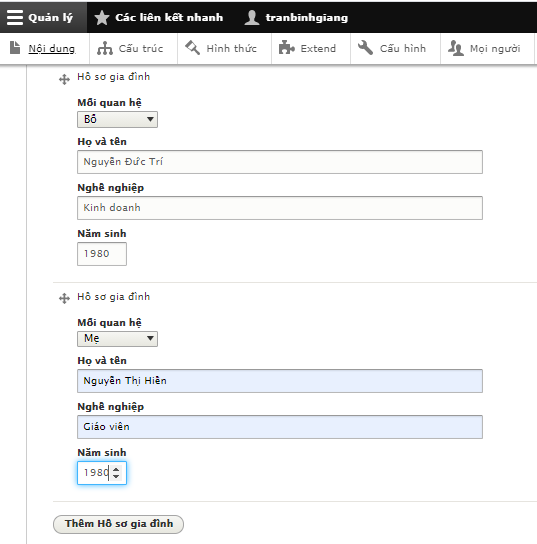 Quản lý Các liên kết nhanh tranbinhgiang
Nội dung Cấu trúc Hình thức Extend Cấu hình Mọi người
Hồ sơ gia đình
Mối quan hệ
Bố
Họ và tên
Nguyễn Đức Trí
Nghề nghiệp
Kinh doanh
Năm sinh
1980
Hồ sơ gia đình
Mối quan hệ
Mẹ
Họ và tên
Nguyễn Thị Hiền
Nghề nghiệp
Giáo viên
Năm sinh
1980
Thêm Hồ sơ gia đình